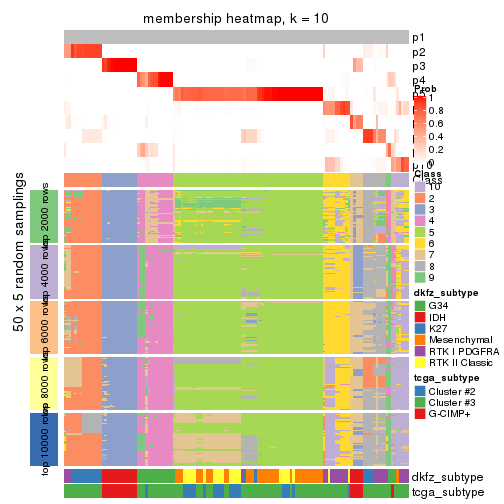 membership heatmap, k = 10
p1
p2
p3
p4
p5
Prob
1
0.8
0.6
0.4
0.2
0
Class
Class
10
2
3
4
5
6
7
8
9
50 x 5 random samplings
top 2000 rows
top 4000 rows
top 6000 rows
top 8000 rows
top 10000 rows
dkfz_subtype
G34
IDH
K27
Mesenchymal
RTK I PDGFRA
RTK II Classic
tcga_subtype
Cluster #2
Cluster #3
G-CIMP+
dkfz_subtype
tcga_subtype